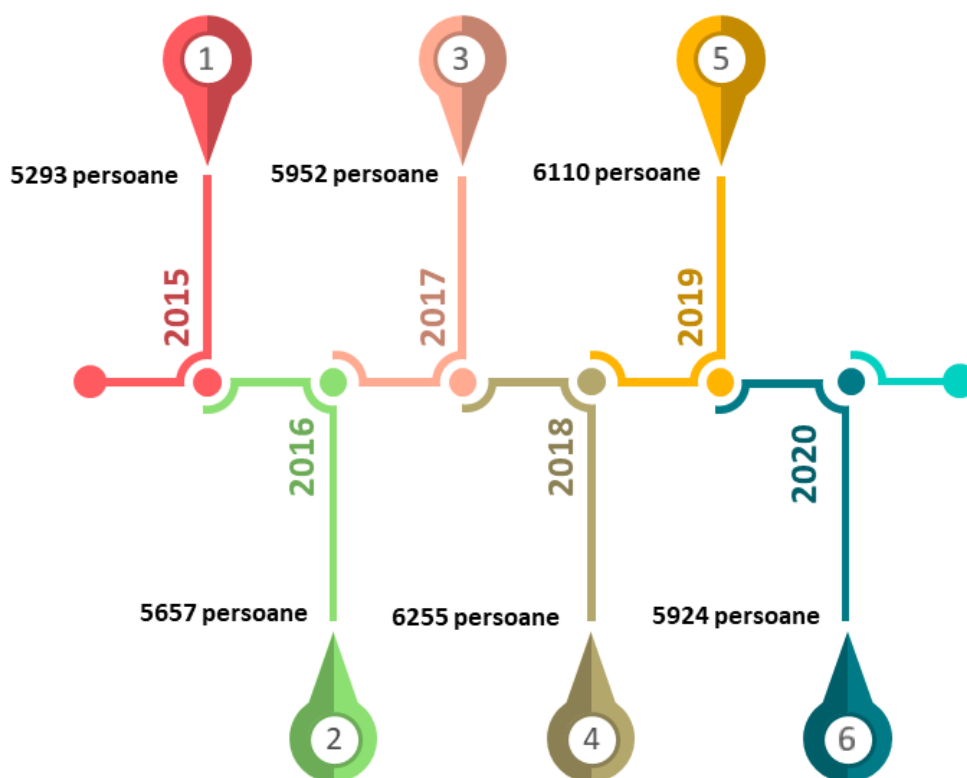 1
3
5
5293 persoane
5952 persoane
6110 persoane
2015
2017
2019
2016
2018
2020
5657 persoane
6255 persoane
5924 persoane
2
4
6